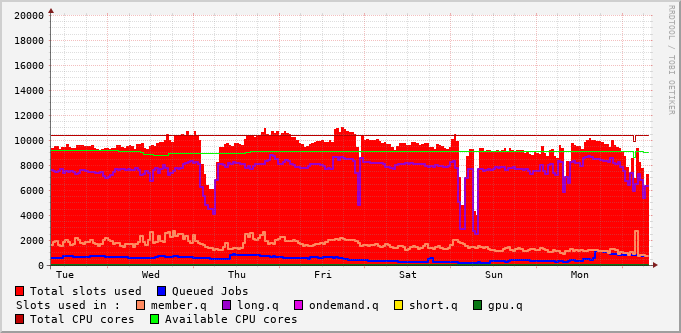 20000
18000
16000
14000
12000
10000
8000
6000
4000
2000
0
Tue Wed Thu Fri Sat Sun Mon
RRDTOOL / TOBI OETIKER
Total slots used Queued Jobs
Slots used in : member.q long.q ondemand.q short.q gpu.q
Total CPU cores Available CPU cores